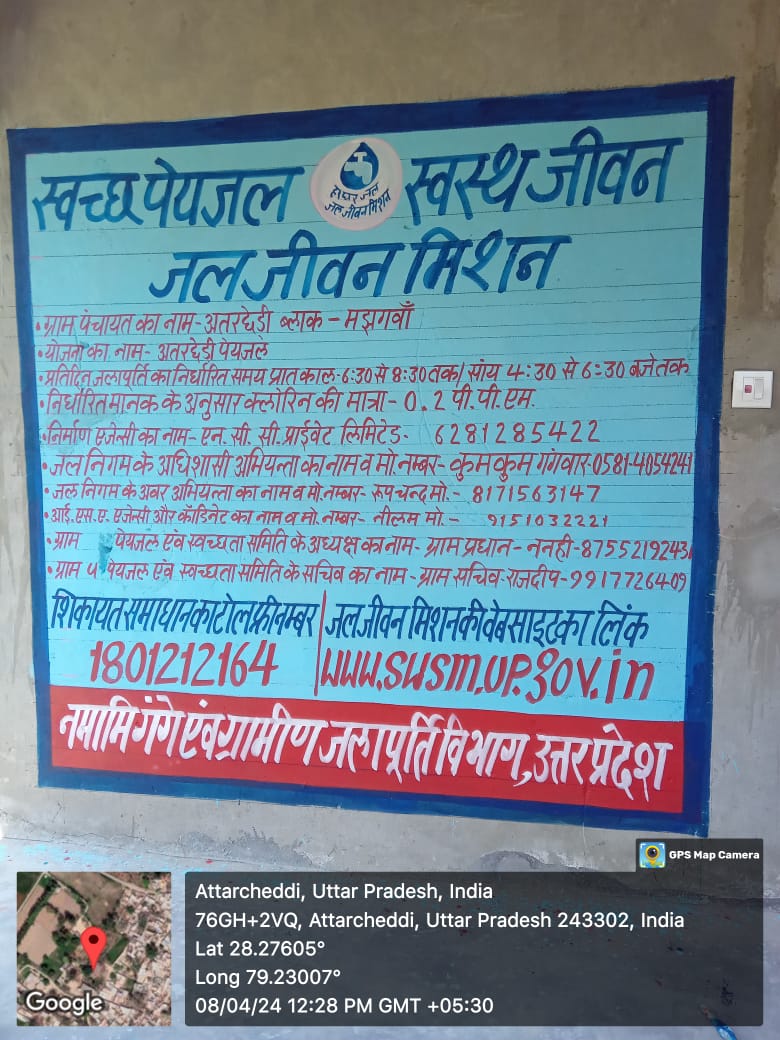 स्वच्छ पेयजल
हर घर जल
जल जीवन मिशन
स्वस्थ जीवन
जल जीवन मिशन
•ग्राम पंचायत का नाम-अतरछेडी ब्लाक-मझगवाँ
•योजना का नाम-अतरछेडी पेयजल
•प्रतिदिन जलापूर्ति का निर्धारित समय प्रातकाल-6:30 से 8:30 तक/ सांय 4:30 से 6:30 बजे तक
•निर्धारित मानक के अनुसार क्लोरिन की मात्रा-0.2 पी.पी.एम.
•निर्माण एजेन्सी का नाम-एन.सी.सी.प्राईवेट लिमिटेड- 6281285422
•जल निगम के अधिशासी अभियन्ता का नाम व मो.नम्बर-कुमकुम गंगवार-0581-4054241
•जल निगम के अवर अभियन्ता का नाम व मो.नम्बर-रूपचन्द मो.- 8171563147
•आई.एस.ए. एजेन्सी और कॉडिनेट का नाम व मो.नम्बर-नीलम मो.- 9151032221
•ग्राम पेयजल एंव स्वच्छता समिति के अध्यक्ष का नाम-ग्राम प्रधान-ननही-8755219243
•ग्राम प पेयजल एंव स्वच्छता समिति के सचिव का नाम-ग्राम सचिव-राजदीप-9917726409
शिकायत समाधान का टोल फ्री नम्बर
1801212164
जल जीवन मिशन की वेबसाइट का लिंक
www.swsm.up.gov.in
नमामि गंगे एंव ग्रामीण जलापूर्ति विभाग, उत्तर प्रदेश
GPS Map Camera
Attarcheddi, Uttar Pradesh, India
76GH+2VQ, Attarcheddi, Uttar Pradesh 243302, India
Lat 28.27605°
Long 79.23007°
08/04/24 12:28 PM GMT +05:30
Google